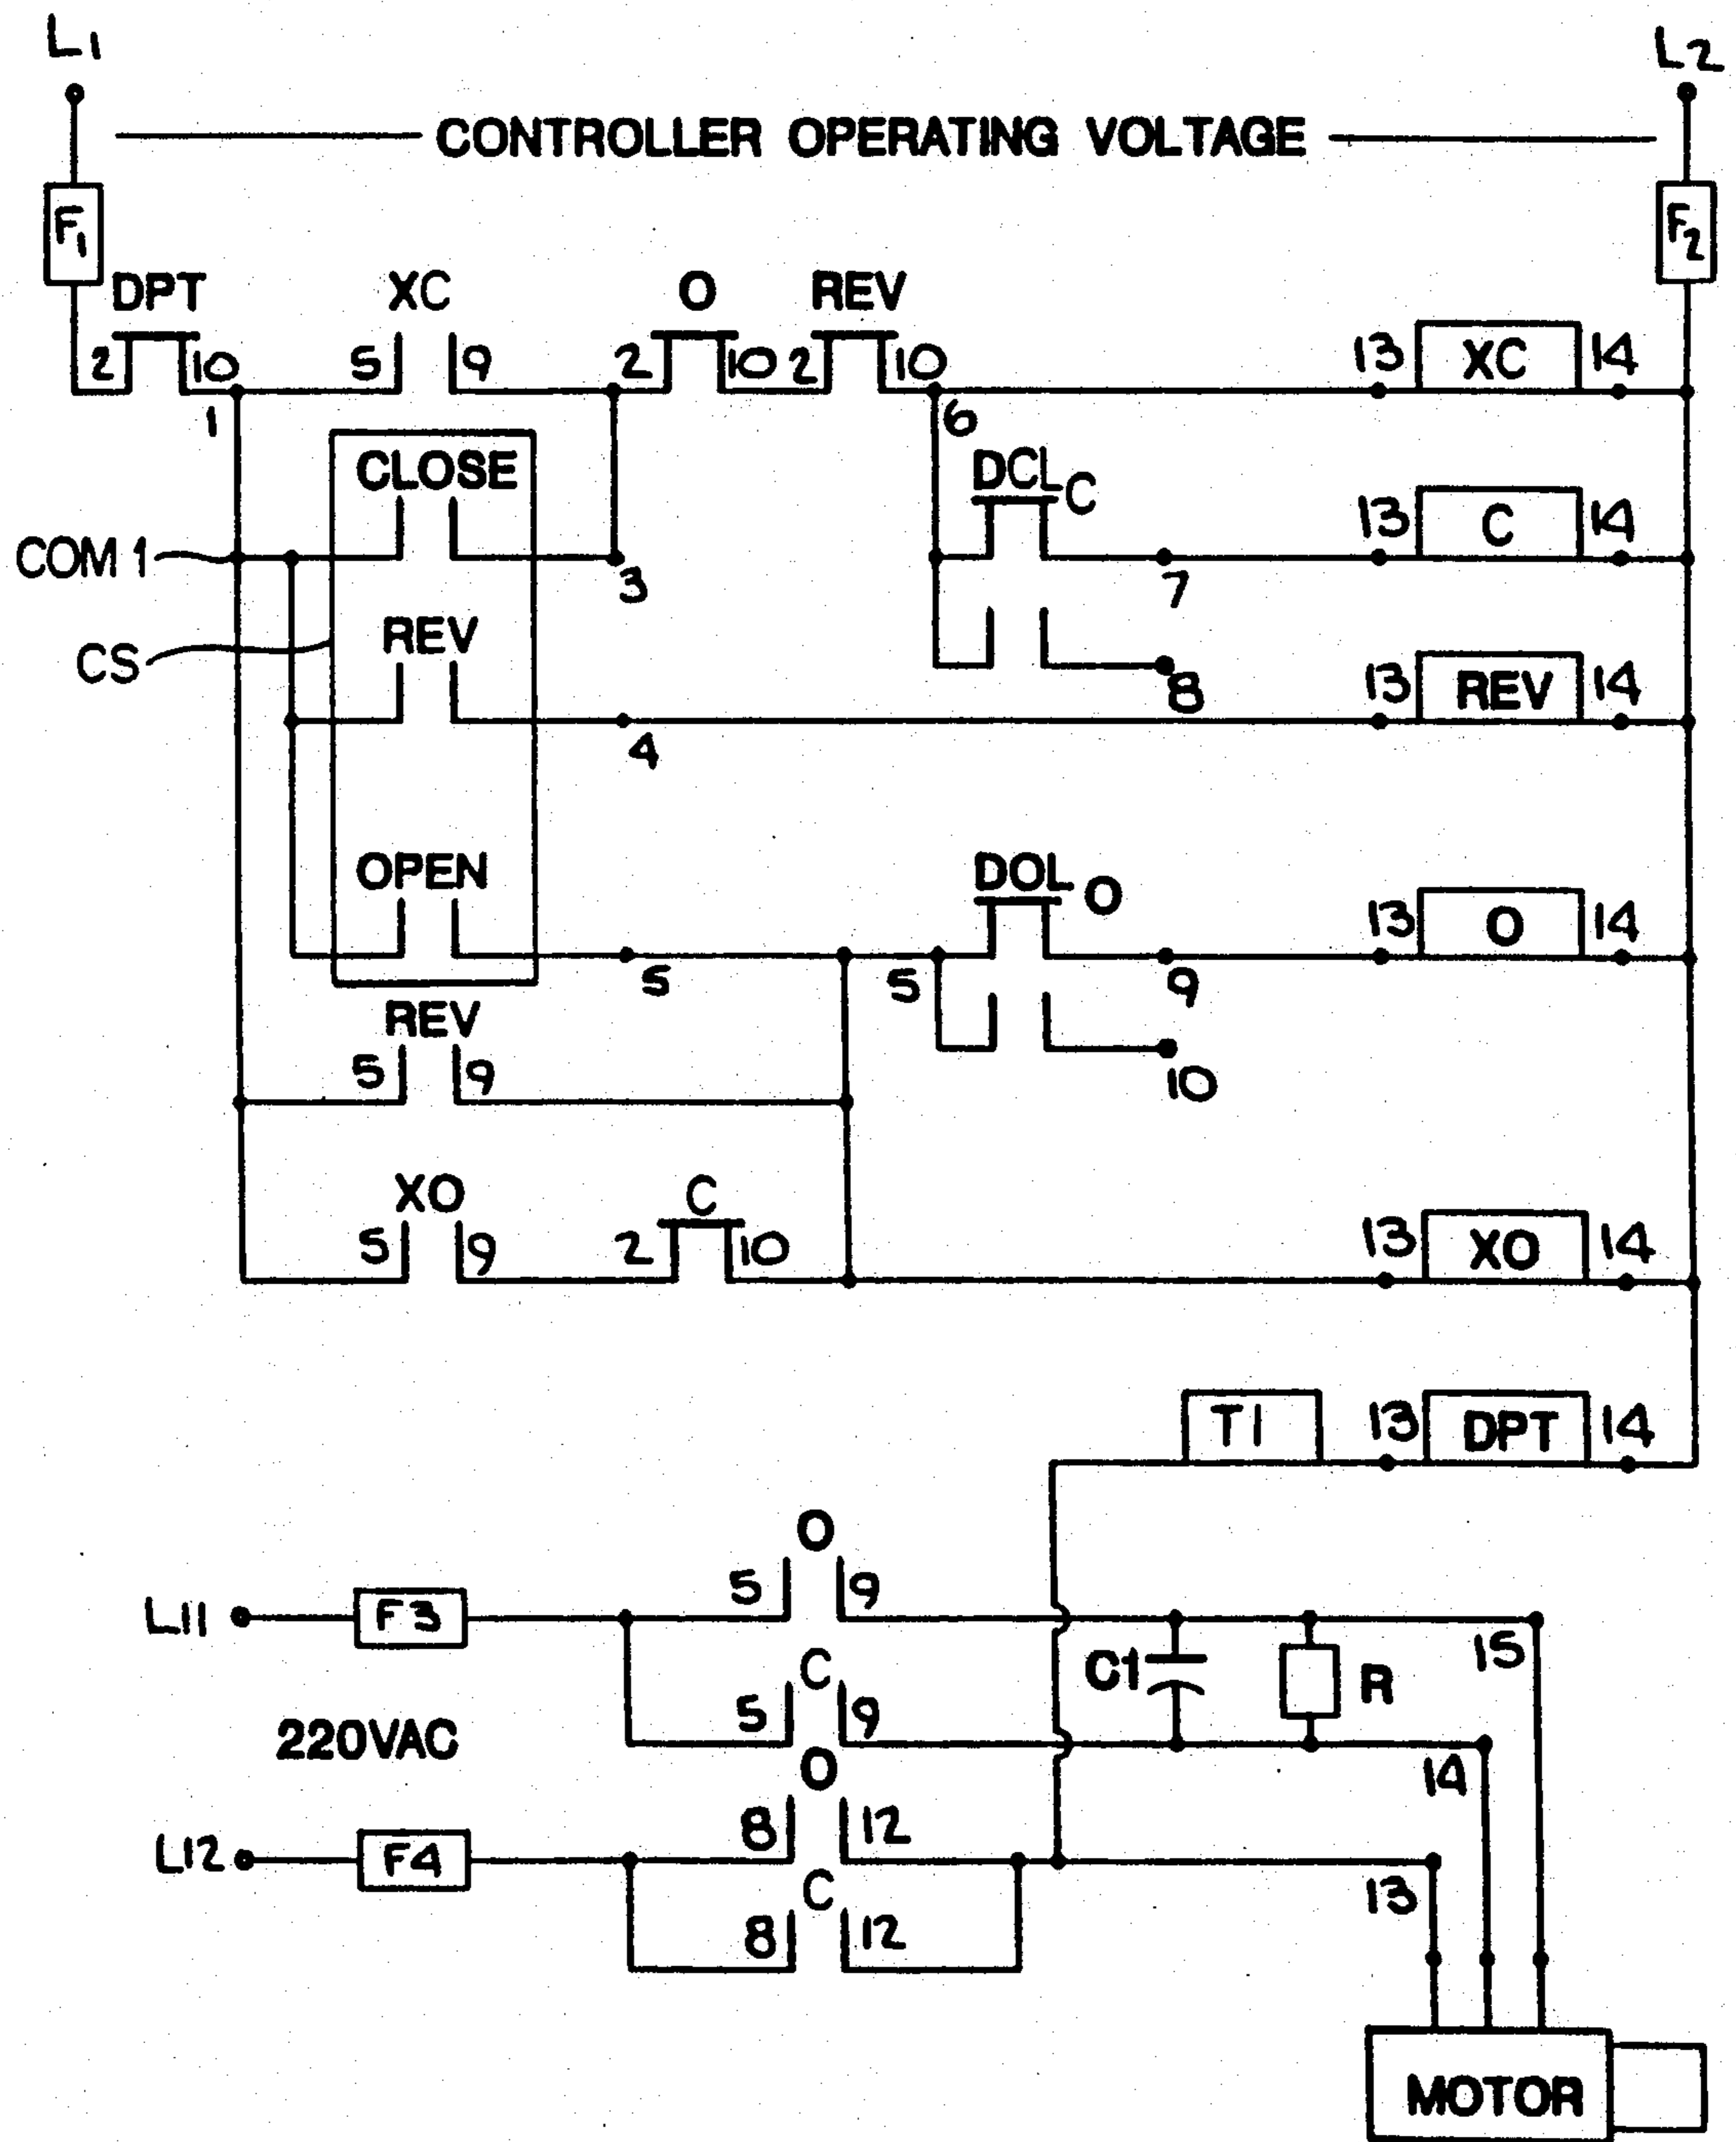 L1
L2
CONTROLLER OPERATING VOLTAGE
F1
F2
DPT XC O REV
2 10 5 9 2 10 2 10 13 XC 14
1 6
CLOSE DCL C
COM 1 3 7 13 C 14
REV
CS 8 13 REV 14
4
OPEN DOL O
5 5 9 13 O 14
REV
5 9 10
XO C
5 9 2 10 13 XO 14
T1 13 DPT 14
O
5 9
L11 F3 15
C C1 R
5 9
220VAC 14
O
8 12
L12 F4 13
C
8 12
MOTOR